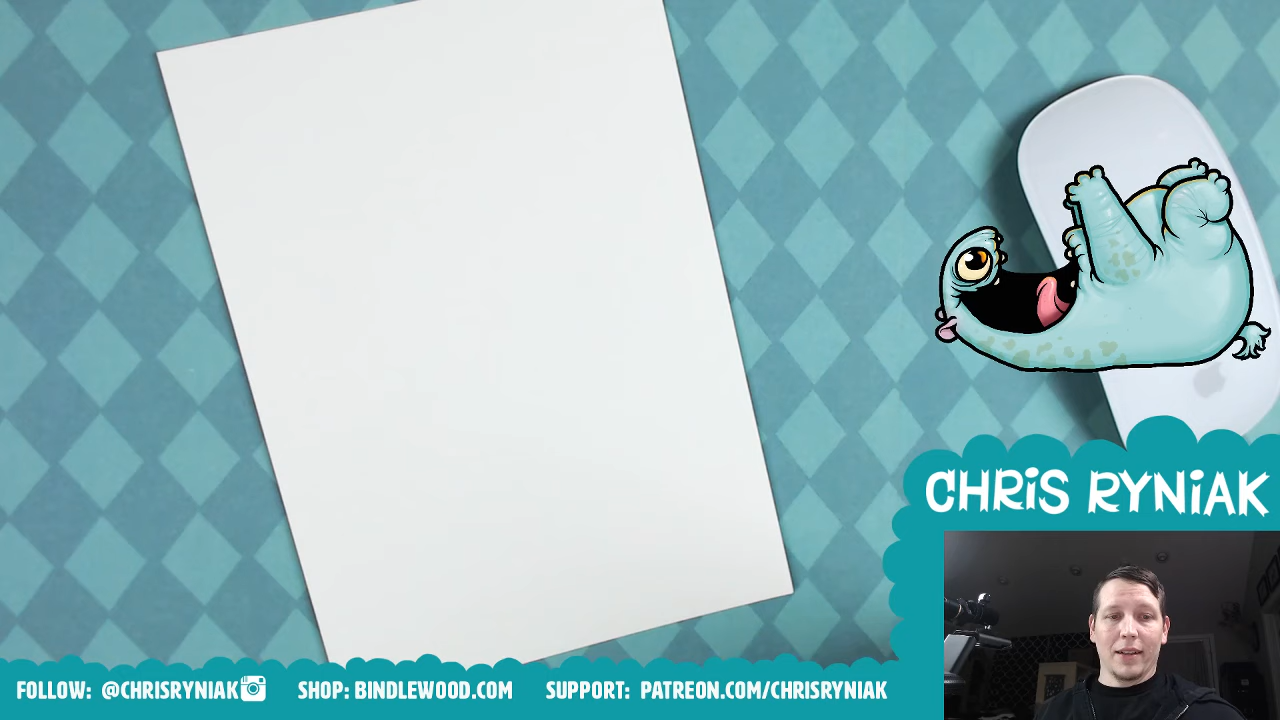 CHRIS RYNIAK
FOLLOW: @CHRISRYNIAK
SHOP: BINDLEWOOD.COM
SUPPORT: PATREON.COM/CHRISRYNIAK